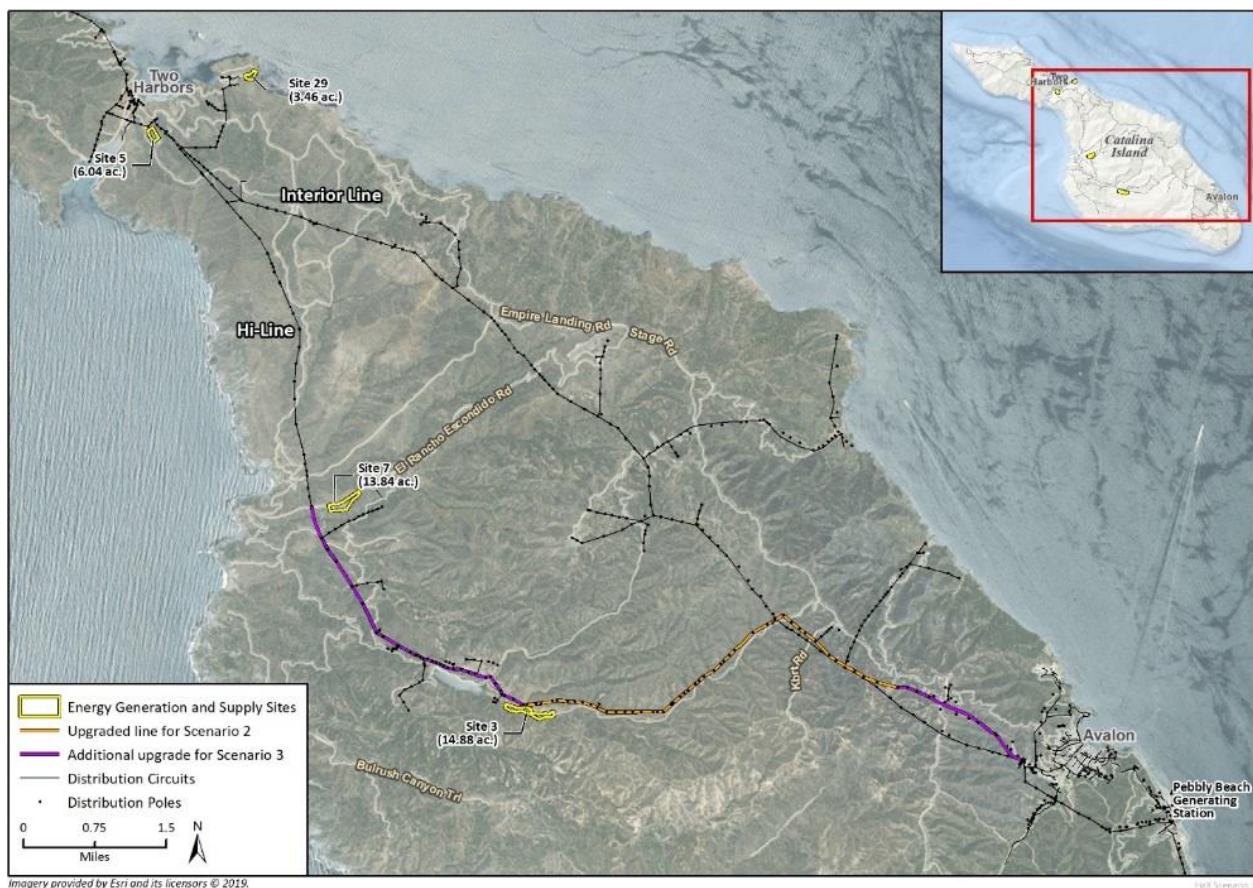 Two
Harbors
Site 29
(3.46 ac.)
Site 5
(6.04 ac.)
Interior Line
Hi-Line
Empire Landing Rd
Stage Rd
El Rancho Escondido Rd
Site 7
(13.84 ac.)
Khrt Rd
Site 3
(14.88 ac.)
Bulrush Canyon Trl
Avalon
Pebbly Beach
Generating
Station
Two
Harbors
Catalina
Island
Avalon
Energy Generation and Supply Sites
Upgraded line for Scenario 2
Additional upgrade for Scenario 3
Distribution Circuits
Distribution Poles
0 0.75 1.5
Miles
N
Imagery provided by Esri and its licensors © 2019.